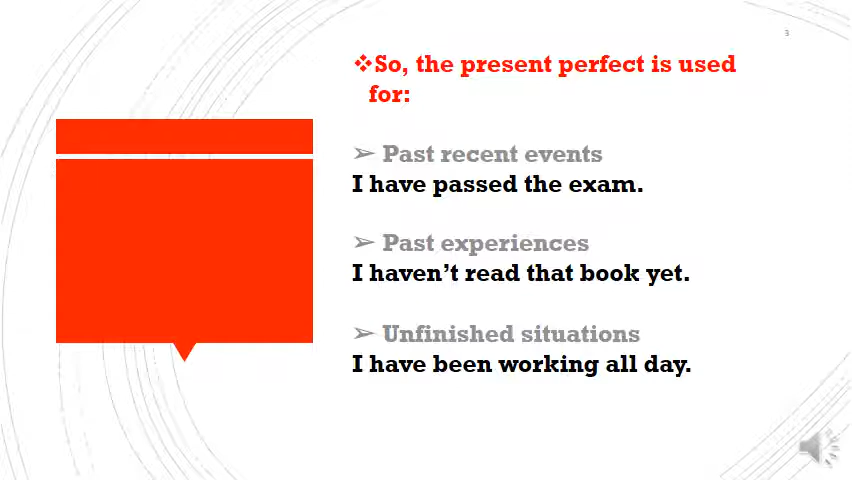 3
❖So, the present perfect is used
for:
➢ Past recent events
I have passed the exam.
➢ Past experiences
I haven’t read that book yet.
➢ Unfinished situations
I have been working all day.